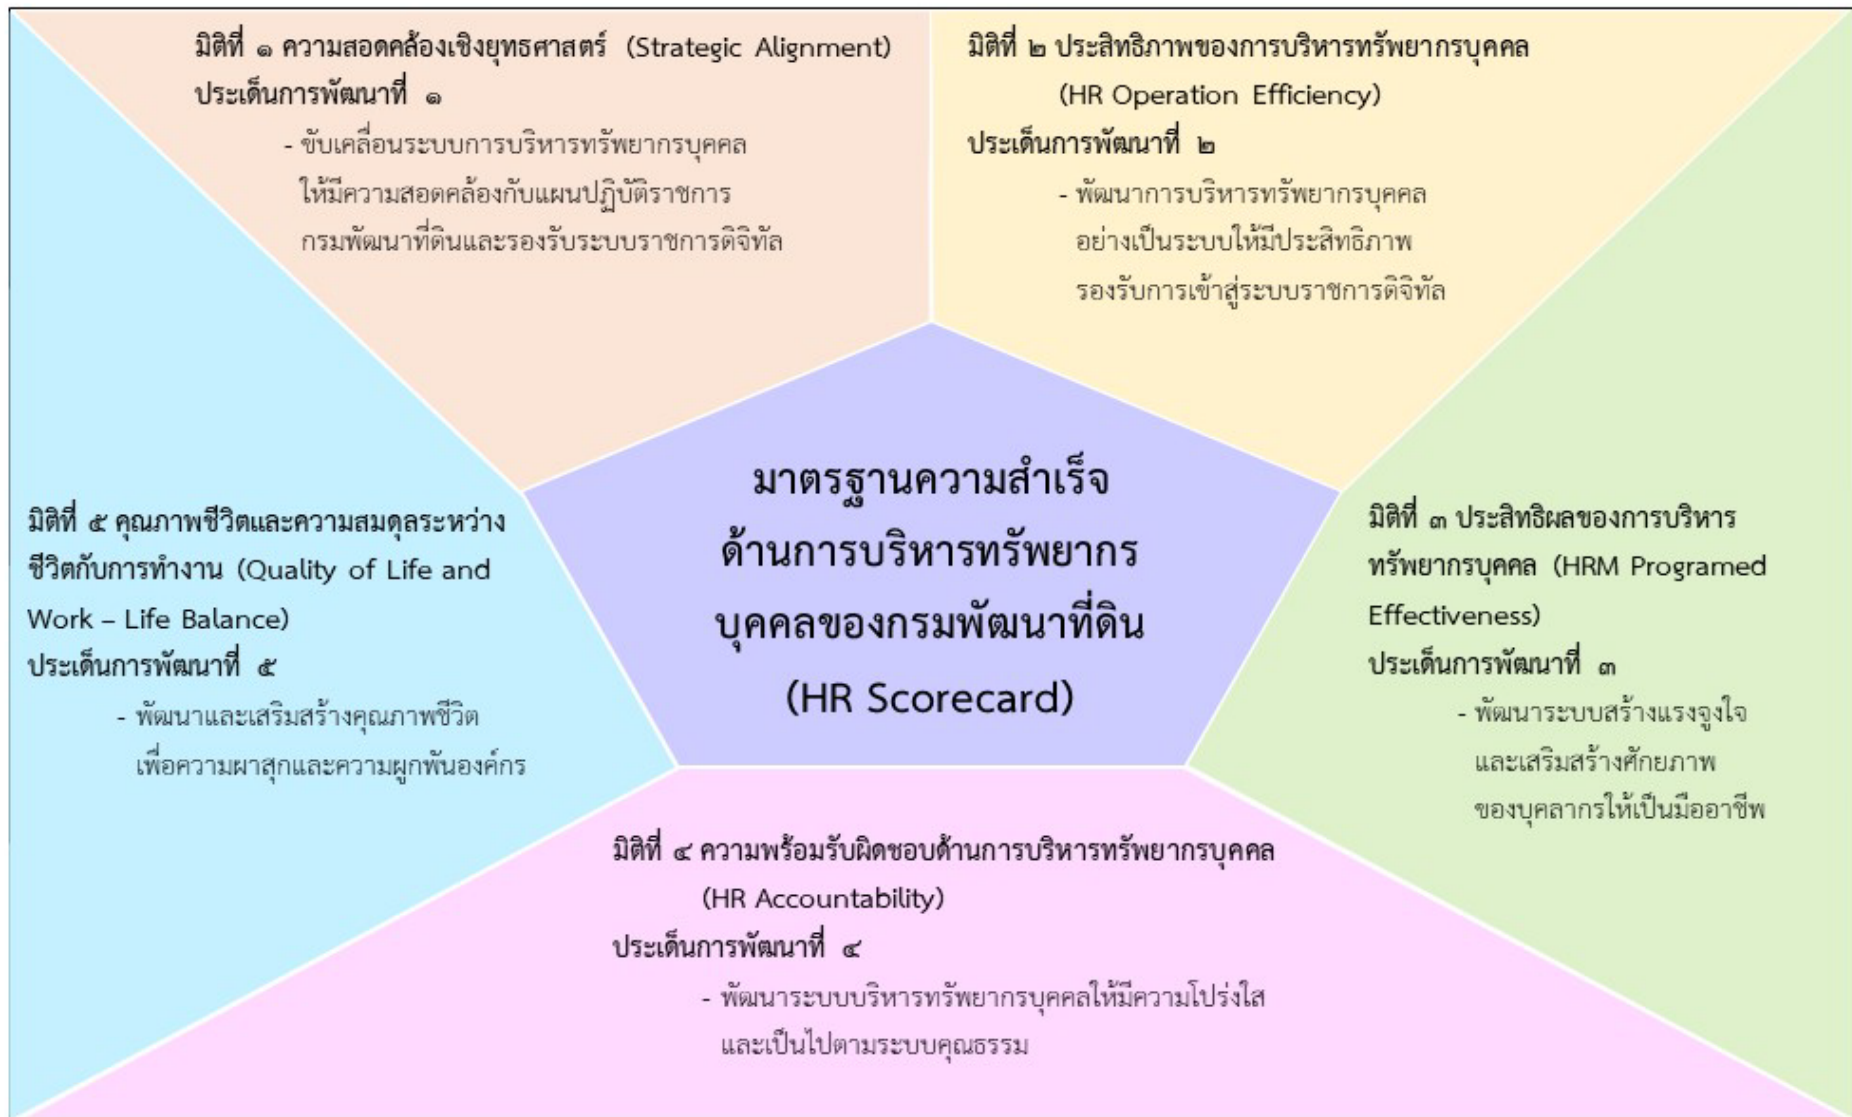 มิติที่ ๑ ความสอดคล้องเชิงยุทธศาสตร์ (Strategic Alignment)
ประเด็นการพัฒนาที่ ๑
- ขับเคลื่อนระบบการบริหารทรัพยากรบุคคล
ให้มีความสอดคล้องกับแผนปฏิบัติราชการ
กรมพัฒนาที่ดินและรองรับระบบราชการดิจิทัล
มิติที่ ๒ ประสิทธิภาพของการบริหารทรัพยากรบุคคล
(HR Operation Efficiency)
ประเด็นการพัฒนาที่ ๒
- พัฒนาการบริหารทรัพยากรบุคคล
อย่างเป็นระบบให้มีประสิทธิภาพ
รองรับการเข้าสู่ระบบราชการดิจิทัล
มาตรฐานความสำเร็จ
ด้านการบริหารทรัพยากร
บุคคลของกรมพัฒนาที่ดิน
(HR Scorecard)
มิติที่ ๓ ประสิทธิผลของการบริหาร
ทรัพยากรบุคคล (HRM Programed
Effectiveness)
ประเด็นการพัฒนาที่ ๓
- พัฒนาระบบสร้างแรงจูงใจ
และเสริมสร้างศักยภาพ
ของบุคลากรให้เป็นมืออาชีพ
มิติที่ ๔ ความพร้อมรับผิดชอบด้านการบริหารทรัพยากรบุคคล
(HR Accountability)
ประเด็นการพัฒนาที่ ๔
- พัฒนาระบบบริหารทรัพยากรบุคคลให้มีความโปร่งใส
และเป็นไปตามระบบคุณธรรม
มิติที่ ๕ คุณภาพชีวิตและความสมดุลระหว่าง
ชีวิตกับการทำงาน (Quality of Life and
Work – Life Balance)
ประเด็นการพัฒนาที่ ๕
- พัฒนาและเสริมสร้างคุณภาพชีวิต
เพื่อความผาสุกและความผูกพันองค์กร